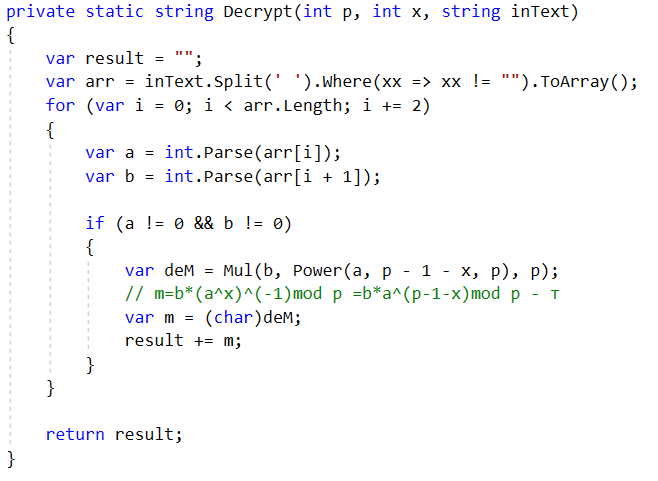 private static string Decrypt(int p, int x, string inText)
{
    var result = "";
    var arr = inText.Split(' ').Where(xx => xx != "").ToArray();
    for (var i = 0; i < arr.Length; i += 2)
    {
        var a = int.Parse(arr[i]);
        var b = int.Parse(arr[i + 1]);

        if (a != 0 && b != 0)
        {
            var deM = Mul(b, Power(a, p - 1 - x, p), p);
            // m=b*(a^x)^(-1)mod p =b*a^(p-1-x)mod p - т
            var m = (char)deM;
            result += m;
        }
    }

    return result;
}